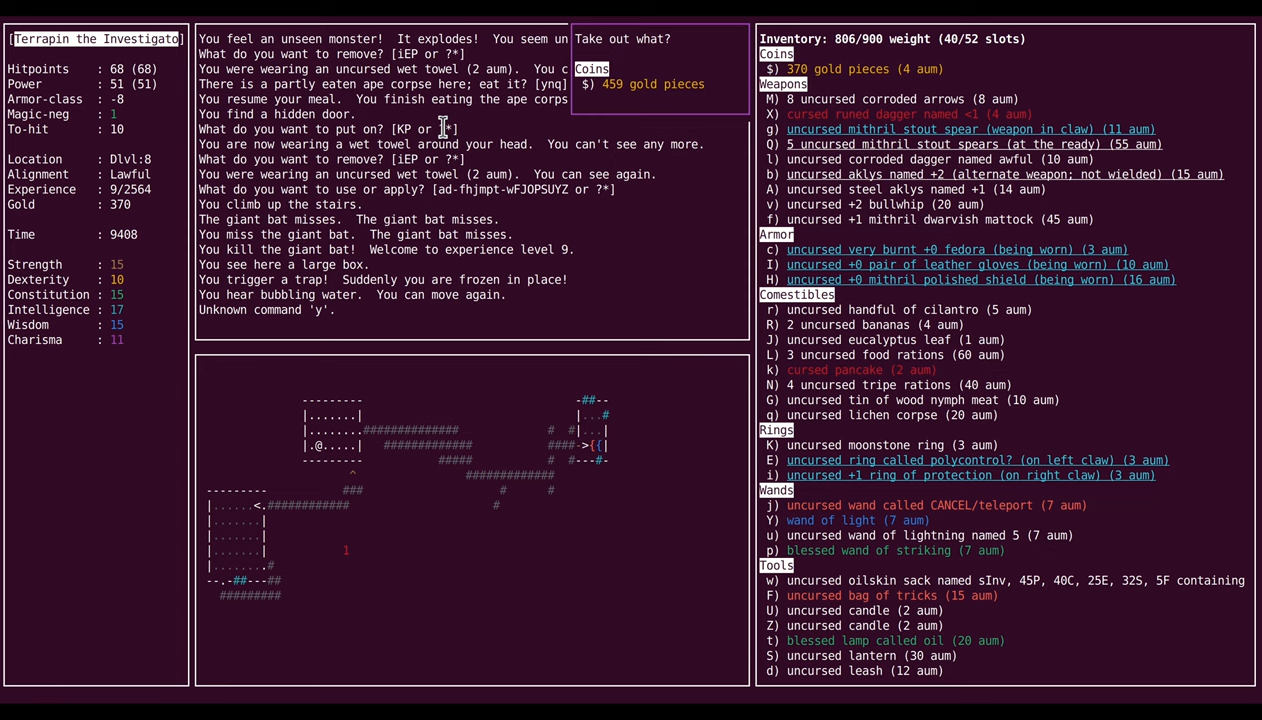 [Terrapin the Investigato]
Hitpoints : 68 (68)
Power : 51 (51)
Armor-class : -8
Magic-neg : 1
To-hit : 10
Location : Dlvl:8
Alignment : Lawful
Experience : 9/2564
Gold : 370
Time : 9408
Strength : 15
Dexterity : 10
Constitution : 15
Intelligence : 17
Wisdom : 15
Charisma : 11
You feel an unseen monster!  It explodes!  You seem un
What do you want to remove? [iEP or ?*]
You were wearing an uncursed wet towel (2 aum).  You c
There is a partly eaten ape corpse here; eat it? [ynq]
You resume your meal.  You finish eating the ape corps
You find a hidden door.
What do you want to put on? [KP or ?*]
You are now wearing a wet towel around your head.  You can't see any more.
What do you want to remove? [iEP or ?*]
You were wearing an uncursed wet towel (2 aum).  You can see again.
What do you want to use or apply? [ad-fhjmpt-wFJOPSUYZ or ?*]
You climb up the stairs.
The giant bat misses.  The giant bat misses.
You miss the giant bat.  The giant bat misses.
You kill the giant bat!  Welcome to experience level 9.
You see here a large box.
You trigger a trap!  Suddenly you are frozen in place!
You hear bubbling water.  You can move again.
Unknown command 'y'.
Take out what?
Coins
$) 459 gold pieces
---------                                -##--
|.......|                             |...#
|........#############            #  #|...|
|.@.....|   ############          ####->{{|
---------              #####          #  #---#-
^               #############
---------          ###                  #      #
|......<.############                    #
|.......|
|.......|
|.......|          1
|........#
--.-##---##
#########
Inventory: 806/900 weight (40/52 slots)
Coins
$) 370 gold pieces (4 aum)
Weapons
M) 8 uncursed corroded arrows (8 aum)
X) cursed runed dagger named <1 (4 aum)
g) uncursed mithril stout spear (weapon in claw) (11 aum)
Q) 5 uncursed mithril stout spears (at the ready) (55 aum)
l) uncursed corroded dagger named awful (10 aum)
b) uncursed aklys named +2 (alternate weapon; not wielded) (15 aum)
A) uncursed steel aklys named +1 (14 aum)
v) uncursed +2 bullwhip (20 aum)
f) uncursed +1 mithril dwarvish mattock (45 aum)
Armor
c) uncursed very burnt +0 fedora (being worn) (3 aum)
I) uncursed +0 pair of leather gloves (being worn) (10 aum)
H) uncursed +0 mithril polished shield (being worn) (16 aum)
Comestibles
r) uncursed handful of cilantro (5 aum)
R) 2 uncursed bananas (4 aum)
J) uncursed eucalyptus leaf (1 aum)
L) 3 uncursed food rations (60 aum)
k) cursed pancake (2 aum)
N) 4 uncursed tripe rations (40 aum)
G) uncursed tin of wood nymph meat (10 aum)
q) uncursed lichen corpse (20 aum)
Rings
K) uncursed moonstone ring (3 aum)
E) uncursed ring called polycontrol? (on left claw) (3 aum)
i) uncursed +1 ring of protection (on right claw) (3 aum)
Wands
j) uncursed wand called CANCEL/teleport (7 aum)
Y) wand of light (7 aum)
u) uncursed wand of lightning named 5 (7 aum)
p) blessed wand of striking (7 aum)
Tools
w) uncursed oilskin sack named sInv, 45P, 40C, 25E, 32S, 5F containing
F) uncursed bag of tricks (15 aum)
U) uncursed candle (2 aum)
Z) uncursed candle (2 aum)
t) blessed lamp called oil (20 aum)
S) uncursed lantern (30 aum)
d) uncursed leash (12 aum)